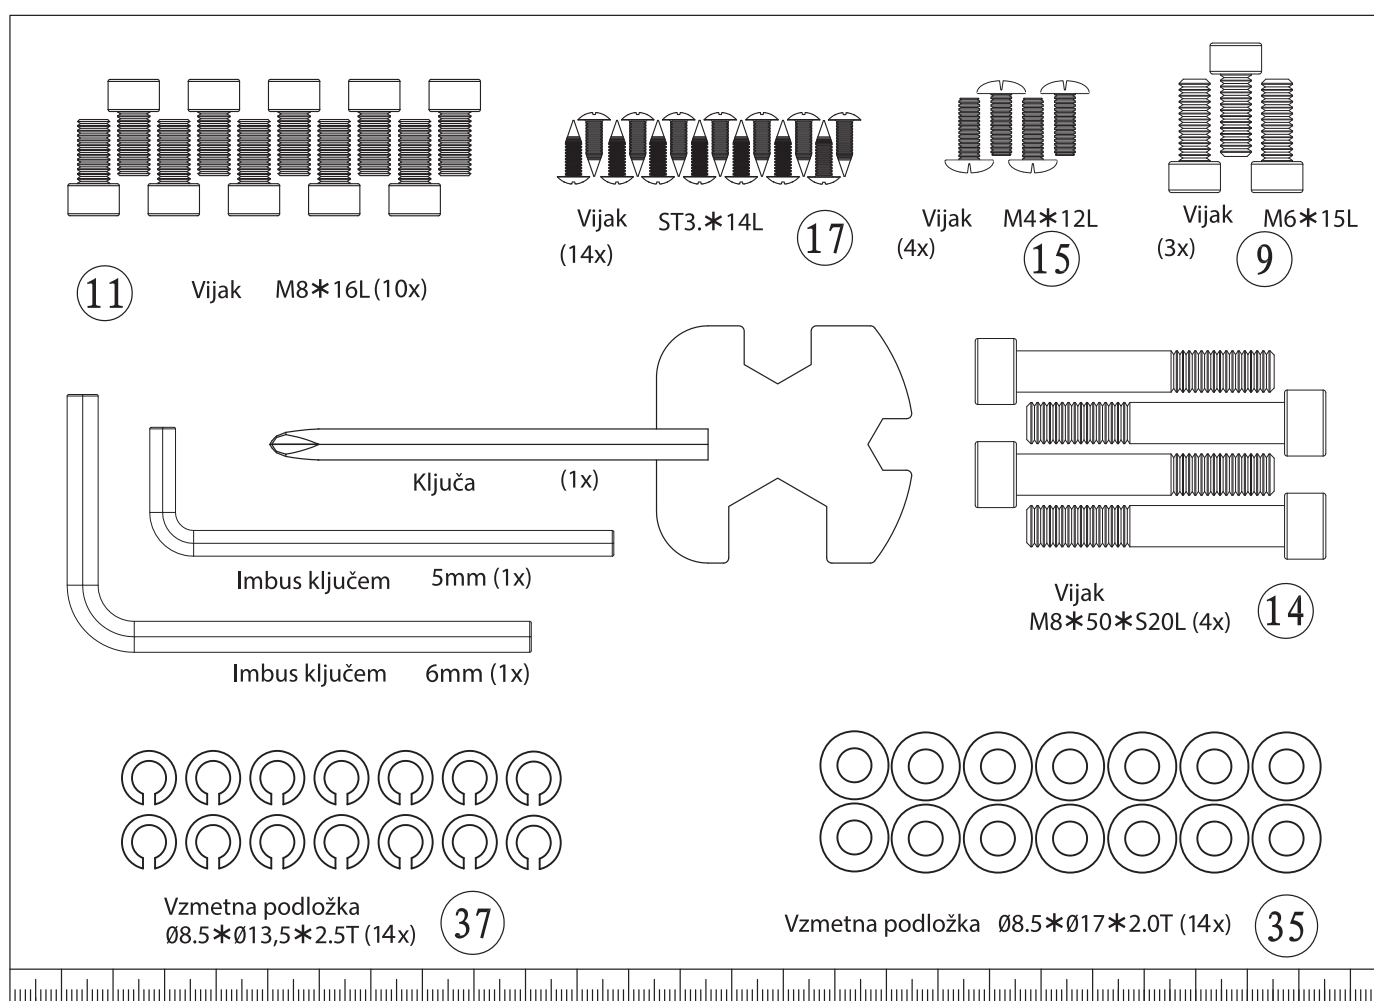 Vijak ST3.*14L
(14x)
17
Vijak M4*12L
(4x)
15
Vijak M6*15L
(3x)
9
11
Vijak M8*16L (10x)
Ključa (1x)
Imbus ključem 5mm (1x)
Imbus ključem 6mm (1x)
Vijak
M8*50*S20L (4x)
14
Vzmetna podložka
Ø8.5*Ø13,5*2.5T (14x)
37
Vzmetna podložka Ø8.5*Ø17*2.0T (14x)
35